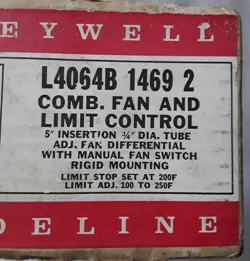 EYWELL
L4064B 1469 2
COMB. FAN AND
LIMIT CONTROL
5" INSERTION ¾" DIA. TUBE
ADJ. FAN DIFFERENTIAL
WITH MANUAL FAN SWITCH
RIGID MOUNTING
LIMIT STOP SET AT 200F
LIMIT ADJ. 100 TO 250F
DELINE